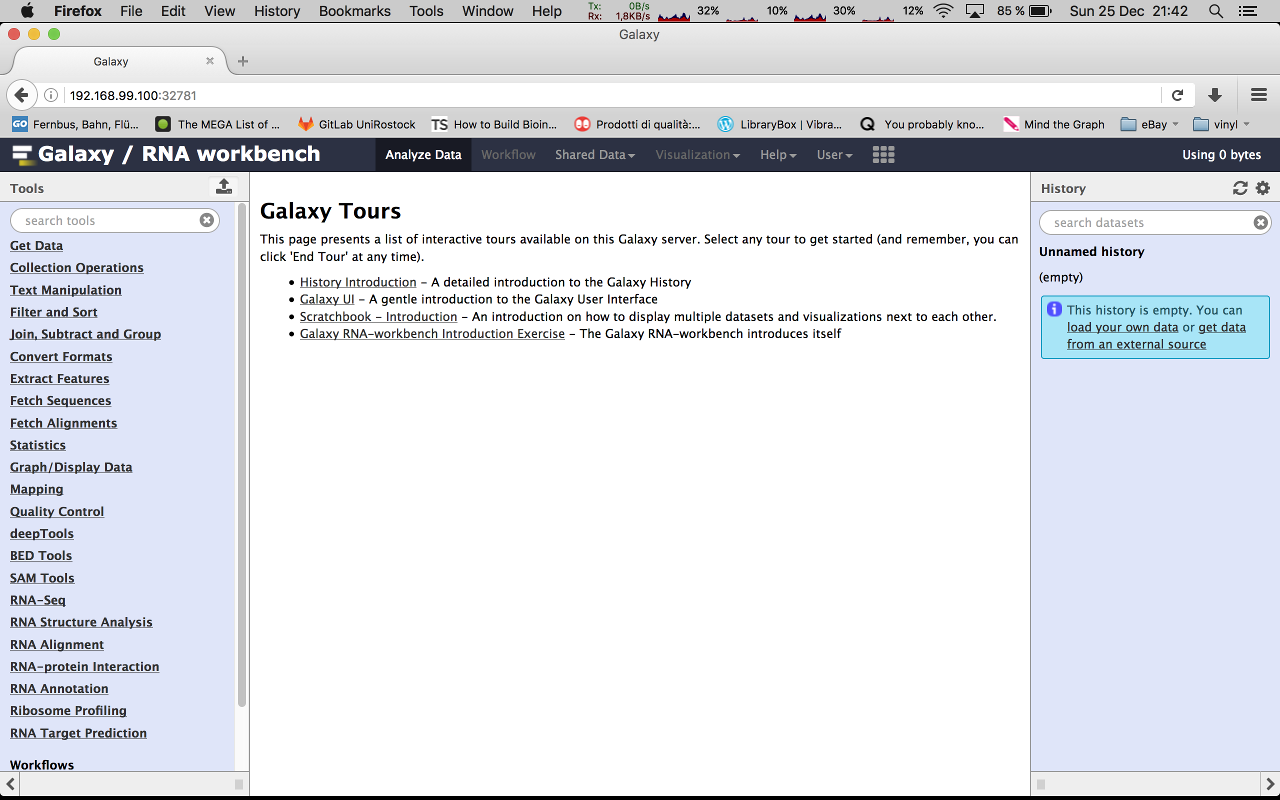 Firefox File Edit View History Bookmarks Tools Window Help Tx: 0B/s Rx: 1,8KB/s 32% 10% 30% 12% 85 % Sun 25 Dec 21:42
Galaxy
Galaxy
192.168.99.100:32781
GO Fernbus, Bahn, Flü... The MEGA List of ... GitLab UniRostock TS How to Build Bioin... Prodotti di qualità:... LibraryBox | Vibra... Q You probably kno... Mind the Graph eBay vinyl
Galaxy / RNA workbench Analyze Data Workflow Shared Data Visualization Help User Using 0 bytes
Tools
search tools
Get Data
Collection Operations
Text Manipulation
Filter and Sort
Join, Subtract and Group
Convert Formats
Extract Features
Fetch Sequences
Fetch Alignments
Statistics
Graph/Display Data
Mapping
Quality Control
deepTools
BED Tools
SAM Tools
RNA-Seq
RNA Structure Analysis
RNA Alignment
RNA-protein Interaction
RNA Annotation
Ribosome Profiling
RNA Target Prediction
Workflows
Galaxy Tours
This page presents a list of interactive tours available on this Galaxy server. Select any tour to get started (and remember, you can
click 'End Tour' at any time).
• History Introduction – A detailed introduction to the Galaxy History
• Galaxy UI – A gentle introduction to the Galaxy User Interface
• Scratchbook – Introduction – An introduction on how to display multiple datasets and visualizations next to each other.
• Galaxy RNA-workbench Introduction Exercise – The Galaxy RNA-workbench introduces itself
History
search datasets
Unnamed history
(empty)
This history is empty. You can
load your own data or get data
from an external source